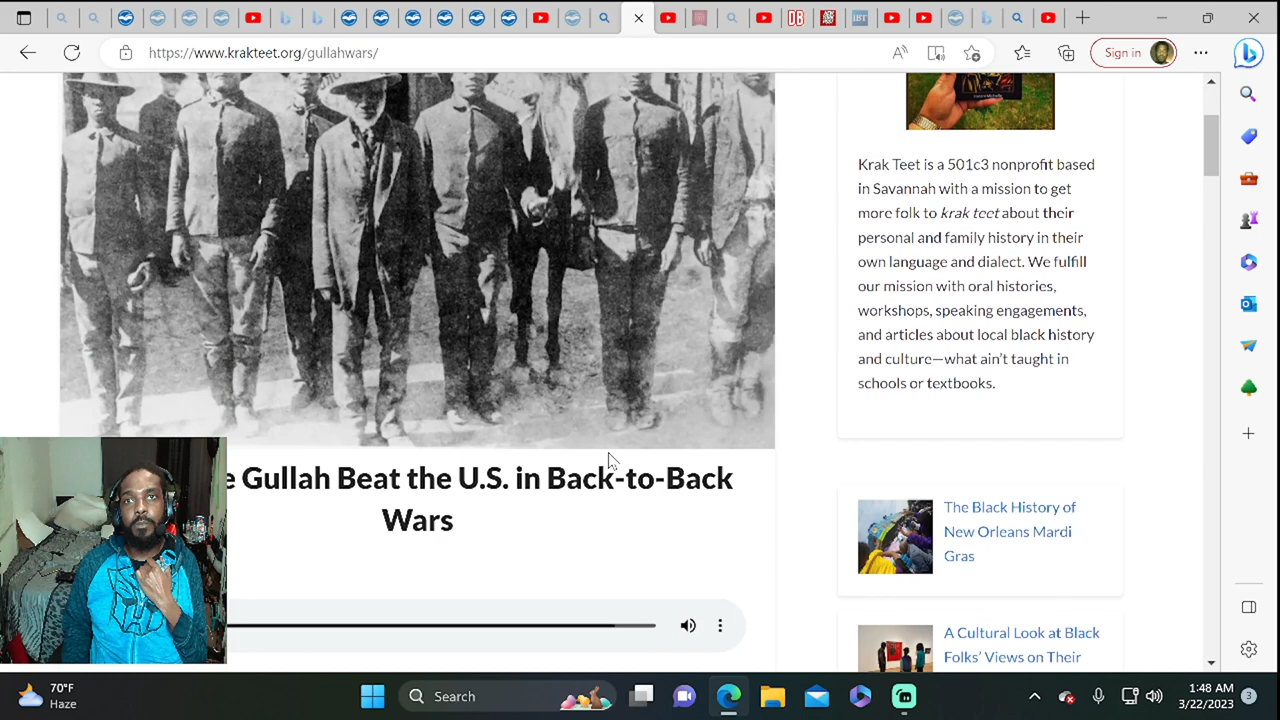 https://www.krakteet.org/gullahwars/
Sign in
Krak Teet is a 501c3 nonprofit based
in Savannah with a mission to get
more folk to krak teet about their
personal and family history in their
own language and dialect. We fulfill
our mission with oral histories,
workshops, speaking engagements,
and articles about local black history
and culture—what ain't taught in
schools or textbooks.
e Gullah Beat the U.S. in Back-to-Back
Wars
The Black History of
New Orleans Mardi
Gras
A Cultural Look at Black
Folks' Views on Their
70°F
Haze
Search
1:48 AM
3/22/2023
3
DB
IBT